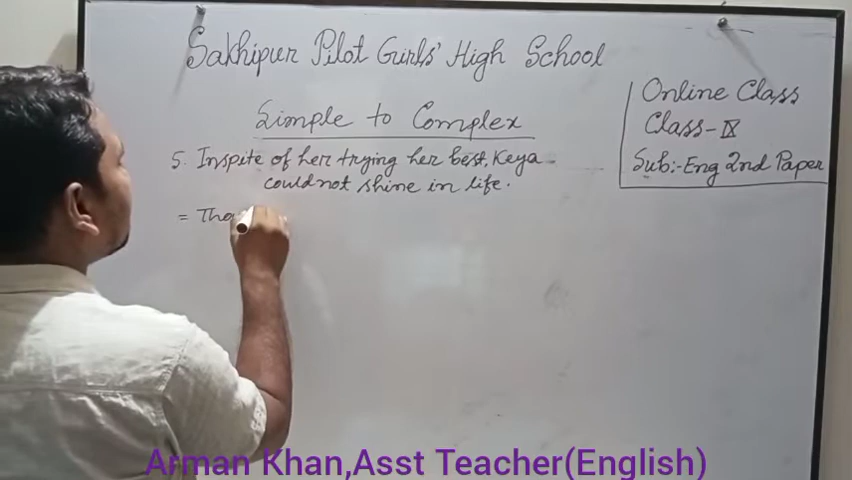 Sakhipur Pilot Gurls' High School
Simple to Complex
Online Class
Class-IX
Sub:-Eng 2nd Paper
5. Inspite of her trying her best, Keya
could not shine in life.
= Tho
Arman Khan,Asst Teacher(English)